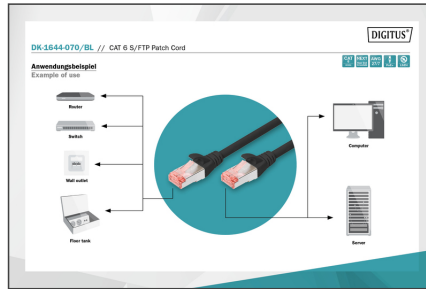 DIGITUS®
DK-1644-070/BL // CAT 6 S/FTP Patch Cord
Anwendungsbeispiel
Example of use
Router
Switch
Wall outlet
Floor tank
Computer
Server